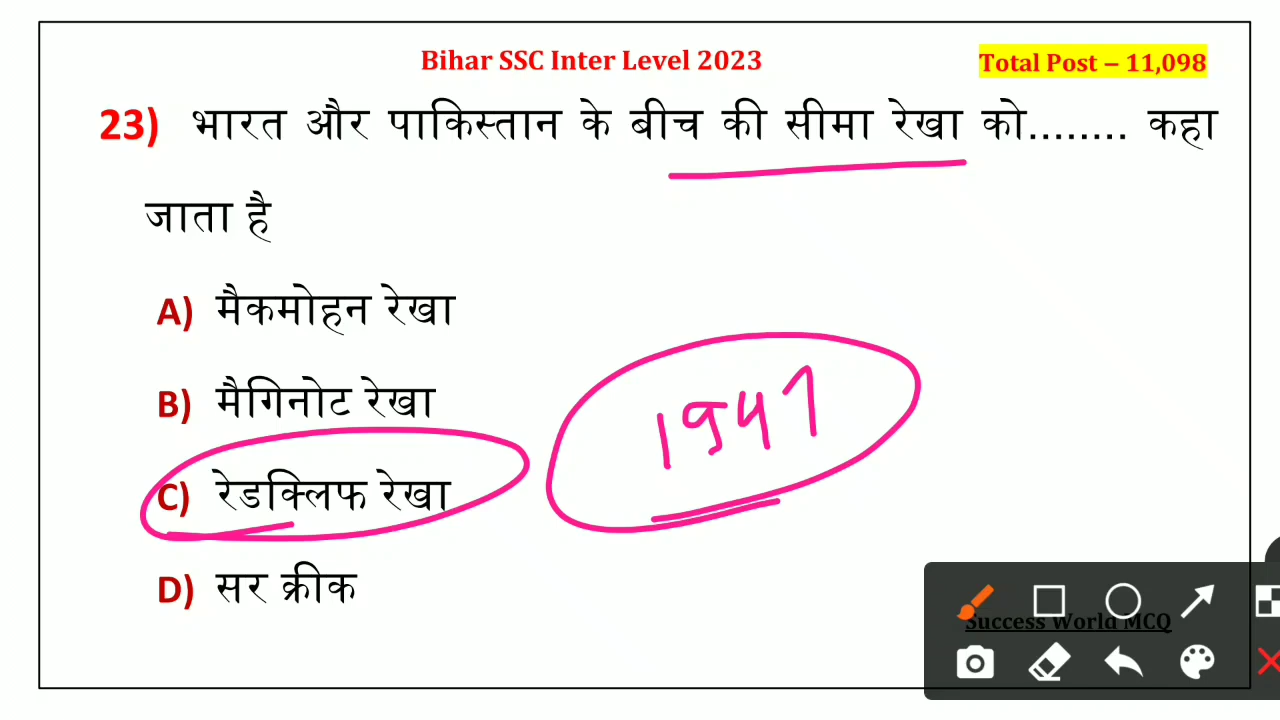 Bihar SSC Inter Level 2023
Total Post – 11,098
23) भारत और पाकिस्तान के बीच की सीमा रेखा को........ कहा
जाता है
A) मैकमोहन रेखा
B) मैगिनोट रेखा
C) रेडक्लिफ रेखा
1947
D) सर क्रीक
Success World MCQ